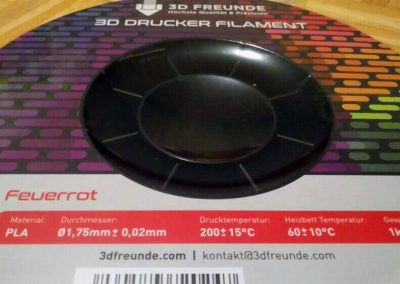 3D FREUNDE
Höchste Qualität & Präzision
3D DRUCKER FILAMENT
Feuerrot
Material: Durchmesser: Drucktemperatur: Heizbett Temperatur:
PLA Ø1,75mm± 0,02mm 200±15°C 60±10°C
3dfreunde.com | kontakt@3dfreunde.com